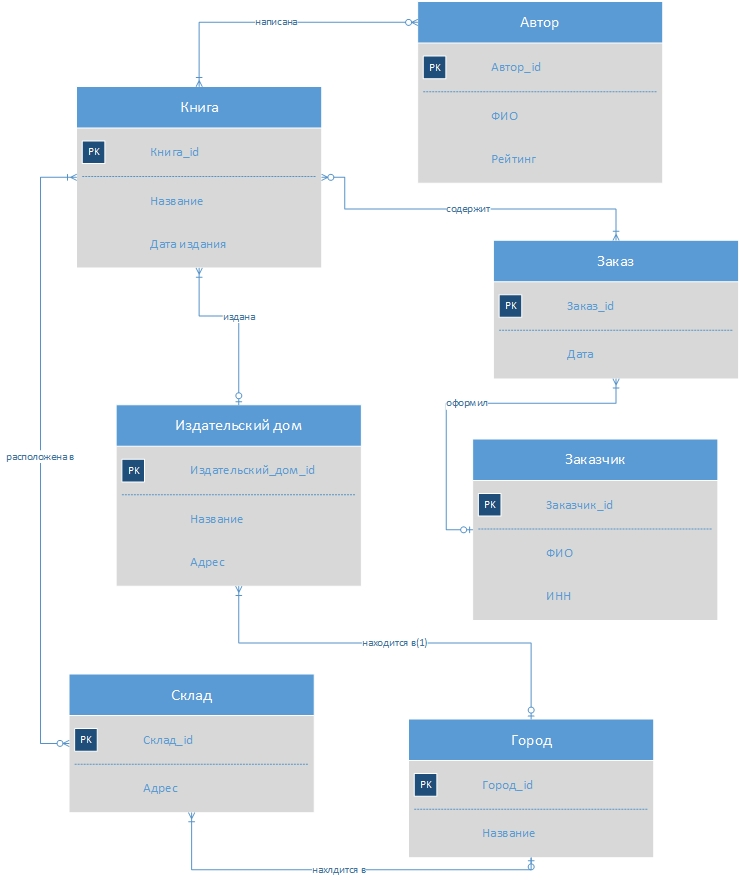 написана
Автор
PK Автор_id
ФИО
Рейтинг
Книга
PK Книга_id
Название
Дата издания
содержит
Заказ
PK Заказ_id
Дата
издана
оформил
Издательский дом
PK Издательский_дом_id
Название
Адрес
Заказчик
PK Заказчик_id
ФИО
ИНН
расположена в
находится в(1)
Склад
PK Склад_id
Адрес
Город
PK Город_id
Название
нахлдится в